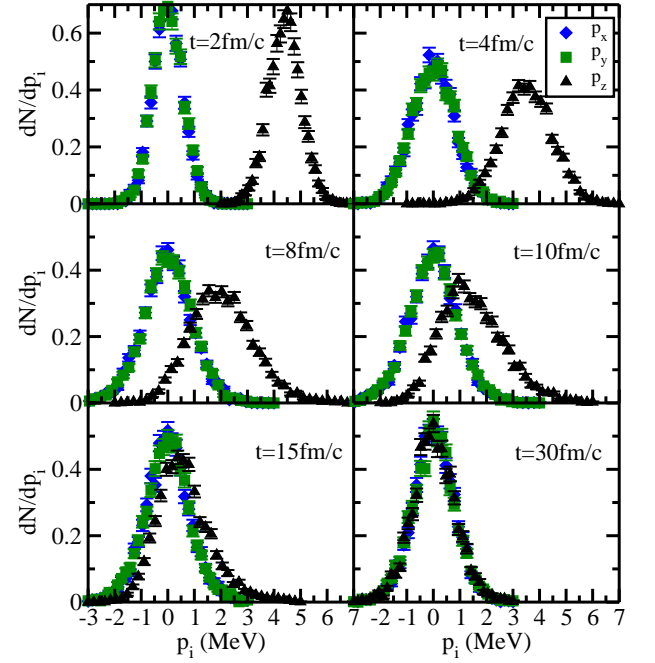 dN/dp_i
0.6
0.4
0.2
0
t=2fm/c
t=4fm/c
p_x
p_y
p_z
dN/dp_i
0.4
0.2
0
t=8fm/c
t=10fm/c
dN/dp_i
0.4
0.2
0
t=15fm/c
t=30fm/c
-3 -2 -1 0 1 2 3 4 5 6 7
-2 -1 0 1 2 3 4 5 6 7
p_i (MeV)
p_i (MeV)